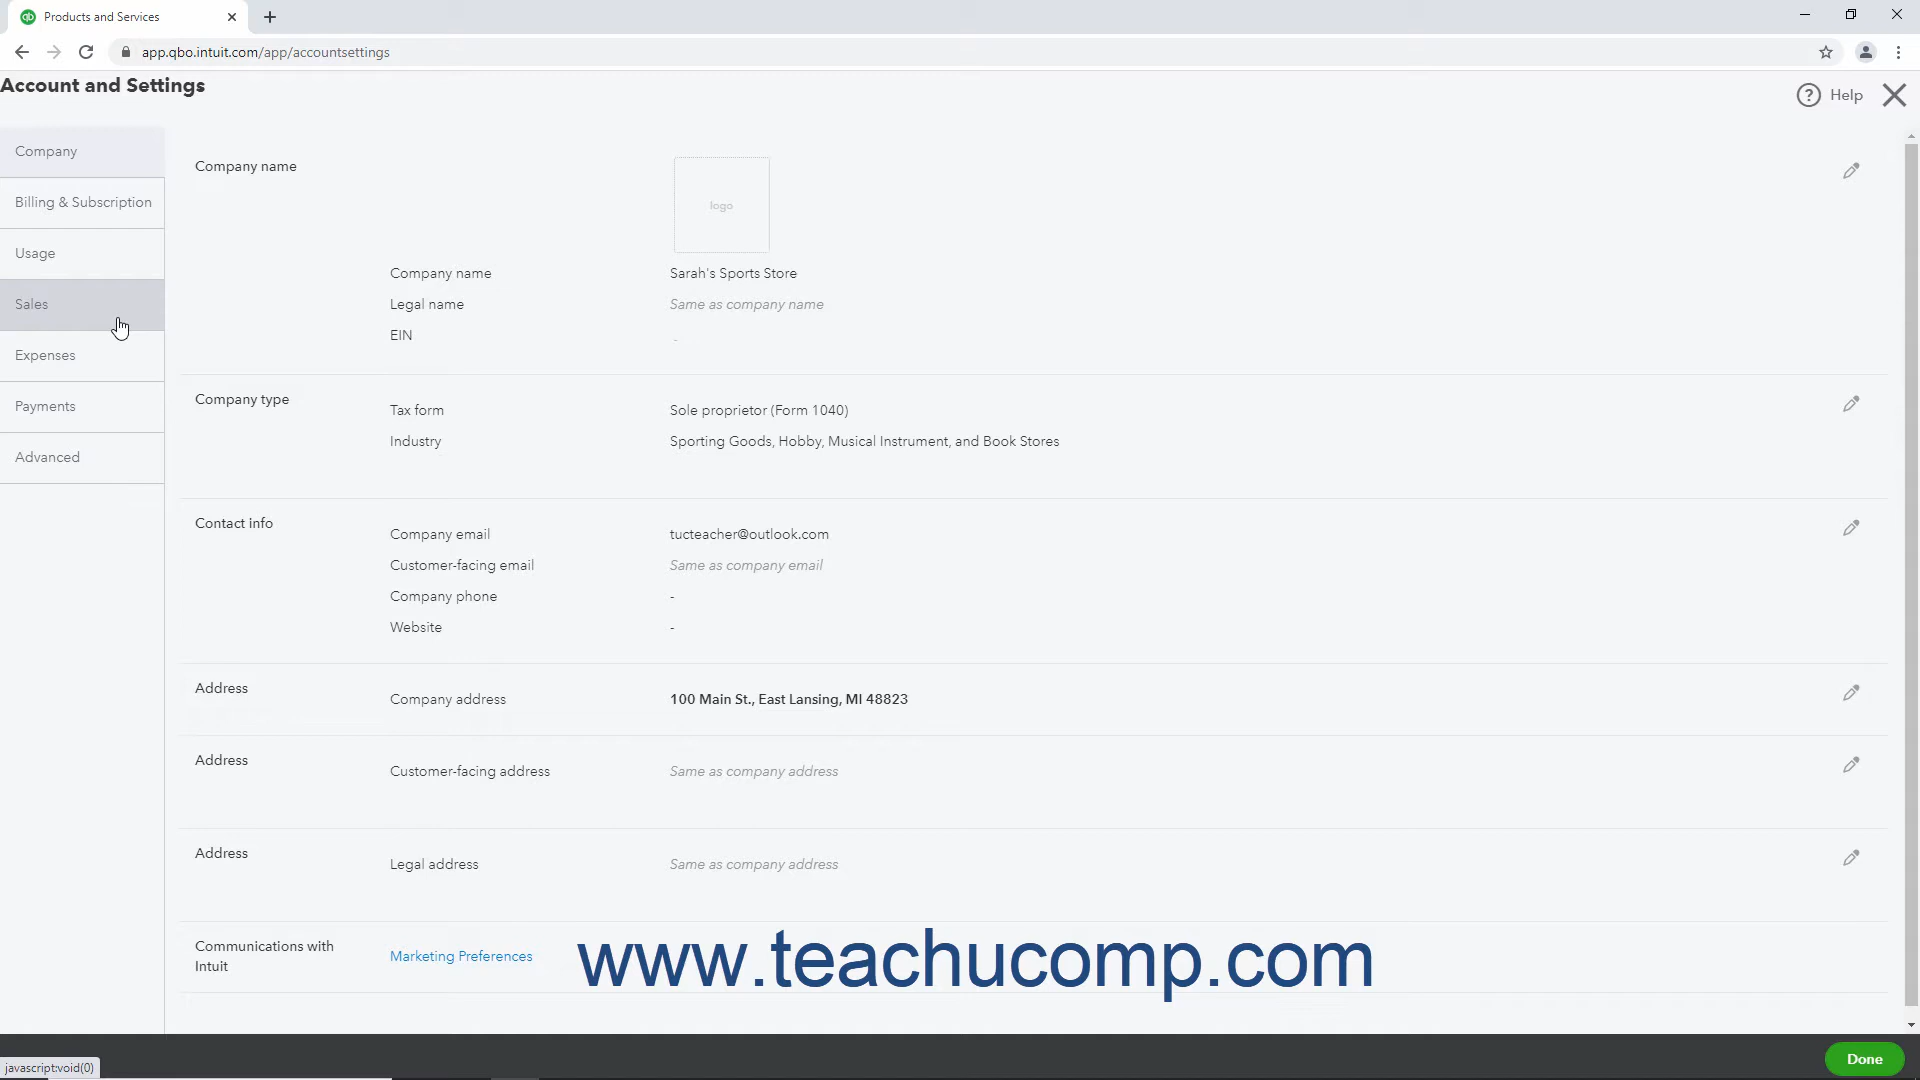 Products and Services
app.qbo.intuit.com/app/accountsettings
Account and Settings
Help
Company
Billing & Subscription
Usage
Sales
Expenses
Payments
Advanced
Company name
logo
Company name Sarah's Sports Store
Legal name Same as company name
EIN -
Company type
Tax form Sole proprietor (Form 1040)
Industry Sporting Goods, Hobby, Musical Instrument, and Book Stores
Contact info
Company email tucteacher@outlook.com
Customer-facing email Same as company email
Company phone -
Website -
Address
Company address 100 Main St., East Lansing, MI 48823
Address
Customer-facing address Same as company address
Address
Legal address Same as company address
Communications with
Intuit
Marketing Preferences
www.teachucomp.com
javascript:void(0)
Done